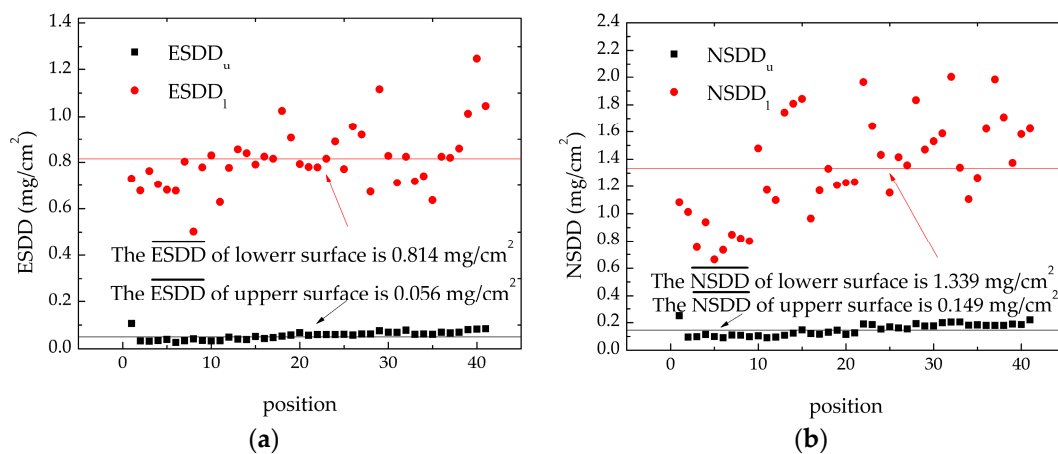 1.4
1.2
1.0
0.8
0.6
0.4
0.2
0.0
ESDD (mg/cm²)
ESDDᵤ
ESDDₗ
The ESDD of lowerr surface is 0.814 mg/cm²
The ESDD of upperr surface is 0.056 mg/cm²
0 10 20 30 40
position
(a)
2.4
2.2
2.0
1.8
1.6
1.4
1.2
1.0
0.8
0.6
0.4
0.2
0.0
NSDD (mg/cm²)
NSDDᵤ
NSDDₗ
The NSDD of lowerr surface is 1.339 mg/cm²
The NSDD of upperr surface is 0.149 mg/cm²
0 10 20 30 40
position
(b)